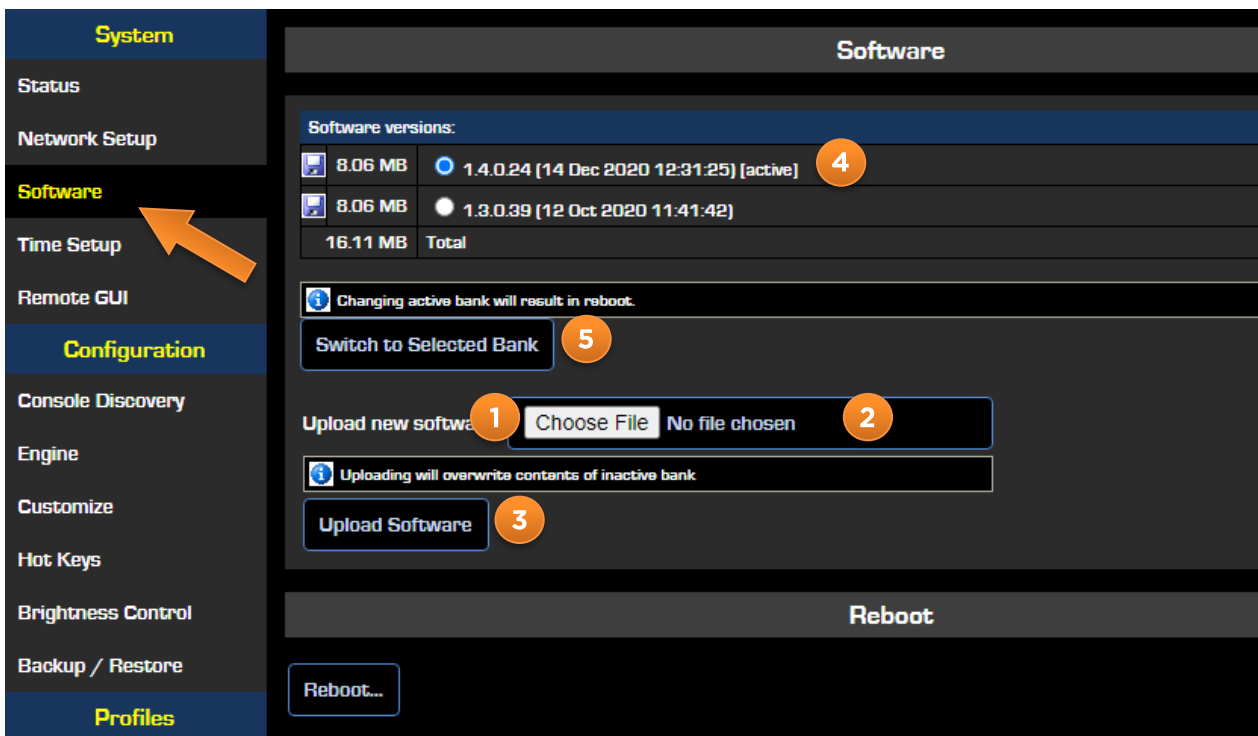 System
Status
Network Setup
Software
Time Setup
Remote GUI
Configuration
Console Discovery
Engine
Customize
Hot Keys
Brightness Control
Backup / Restore
Profiles
Software
Software versions:
8.06 MB 1.4.0.24 (14 Dec 2020 12:31:25) [active] 4
8.06 MB 1.3.0.39 (12 Oct 2020 11:41:42)
16.11 MB Total
Changing active bank will result in reboot.
Switch to Selected Bank 5
Upload new softwa 1 Choose File No file chosen 2
Uploading will overwrite contents of inactive bank
Upload Software 3
Reboot
Reboot...